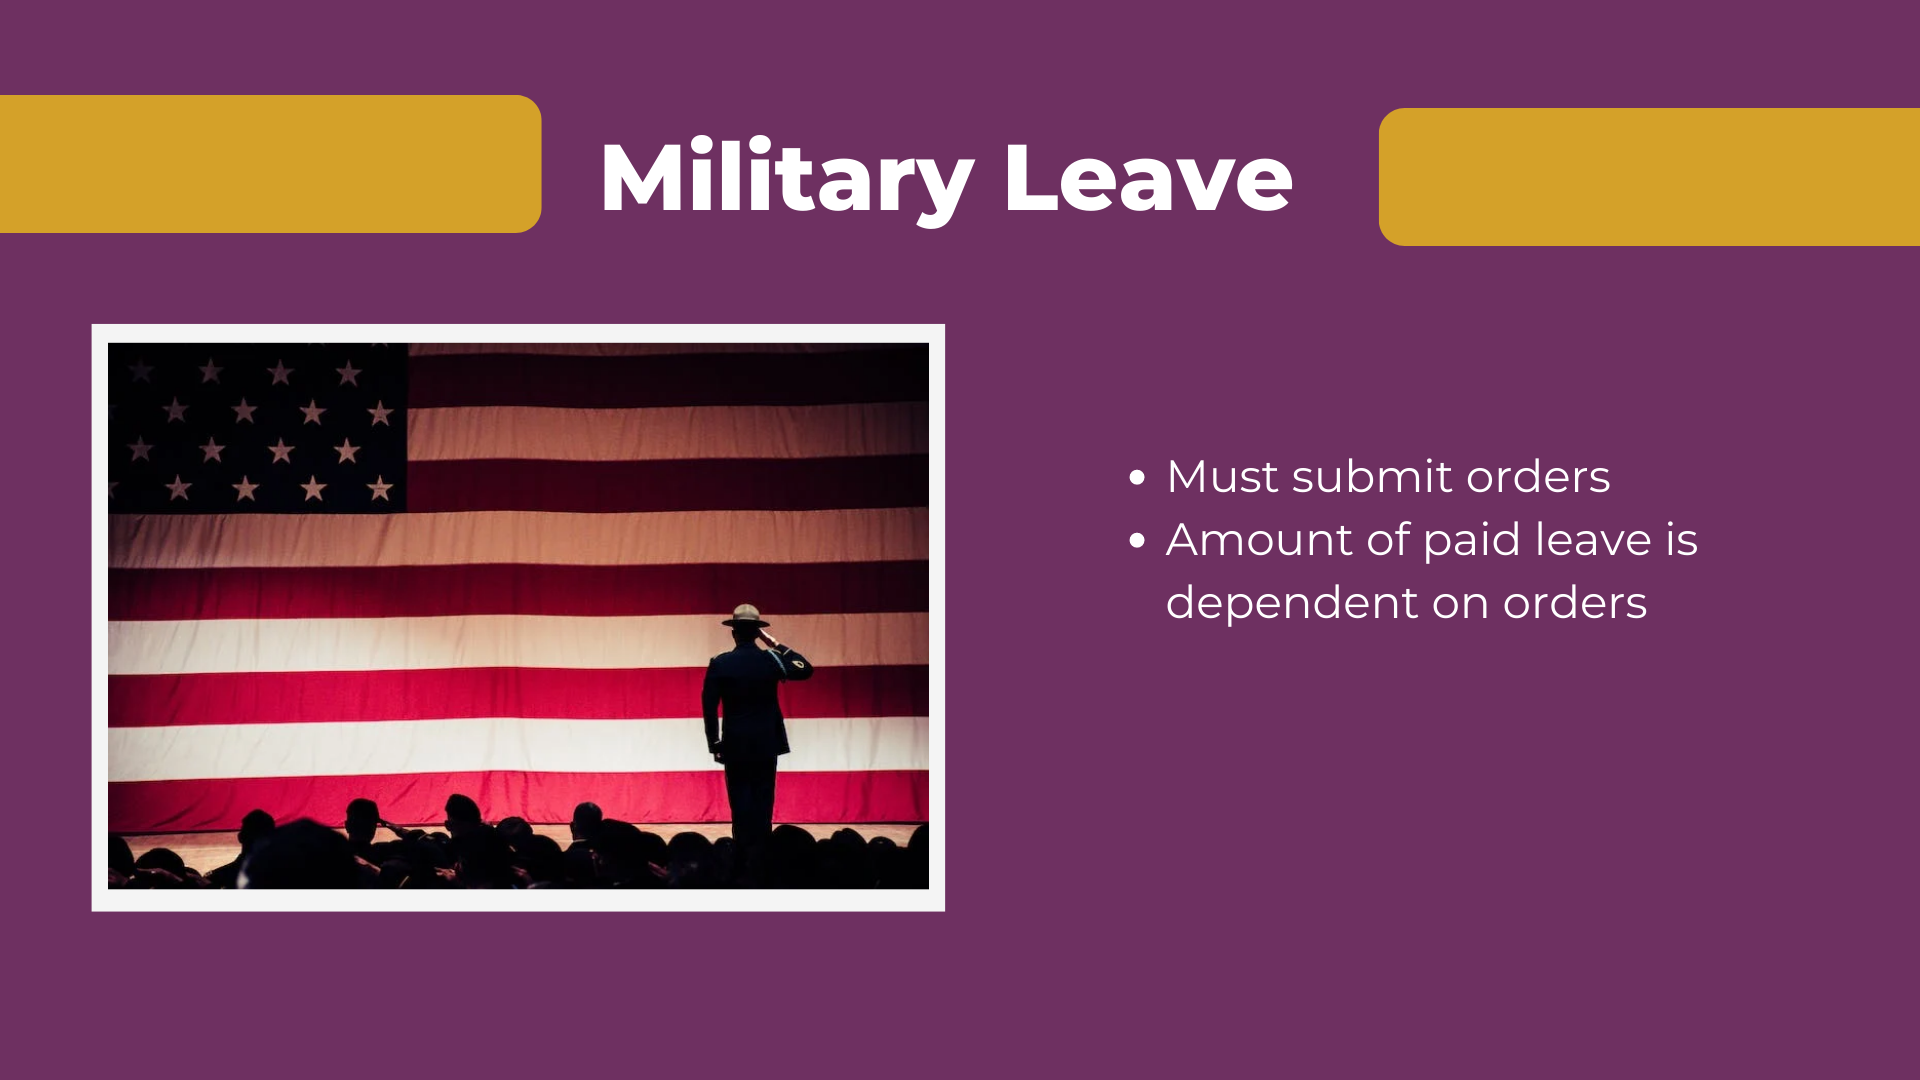 Military Leave
• Must submit orders
• Amount of paid leave is
dependent on orders